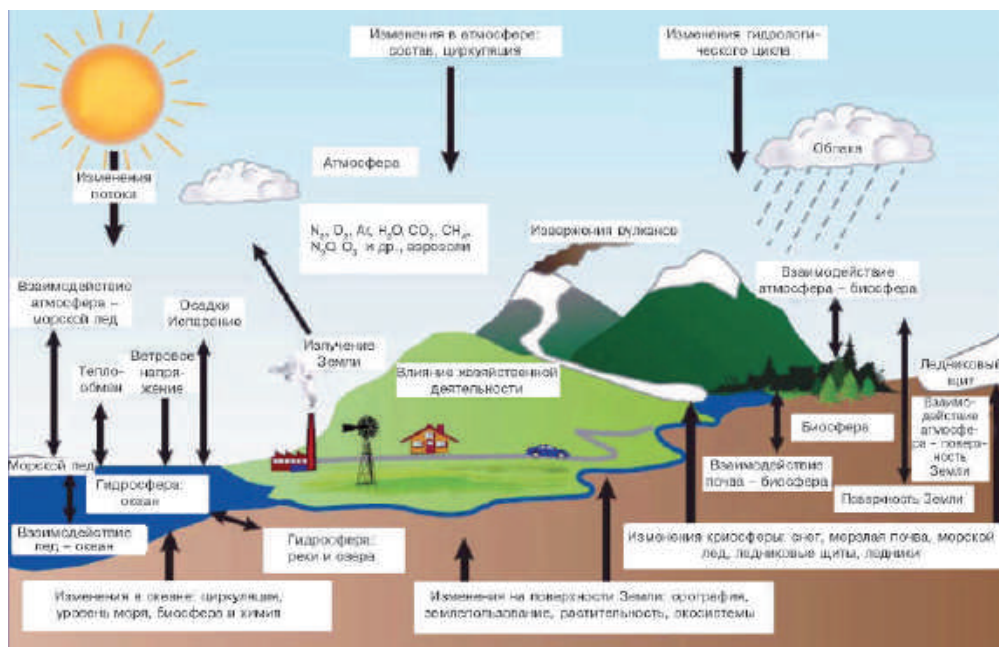 Изменения в атмосфере:
состав, циркуляция
Изменения гидрологи-
ческого цикла
Изменения
потока
Атмосфера
Облака
N₂, O₂, Ar, H₂O, CO₂, CH₄,
N₂O, O₃ и др., аэрозоли
Извержения вулканов
Взаимодействие
атмосфера – биосфера
Взаимодействие
атмосфера –
морской лед
Осадки
Испарение
Тепло-
обмен
Ветровое
напря-
жение
Излучение
Земли
Влияние хозяйственной
деятельности
Ледниковый
щит
Взаимо-
действие
атмосфе-
ра – повер-
ность
Земли
Биосфера
Морской лед
Гидросфера:
океан
Взаимодействие
почва – биосфера
Поверхность Земли
Взаимодействие
лед – океан
Гидросфера:
реки и озера
Изменения криосферы: снег, мерзлая почва, морской
лед, ледниковые щиты, ледники
Изменения в океане: циркуляция,
уровень моря, биосфера и химия
Изменения на поверхности Земли: орография,
землепользование, растительность, экосистемы